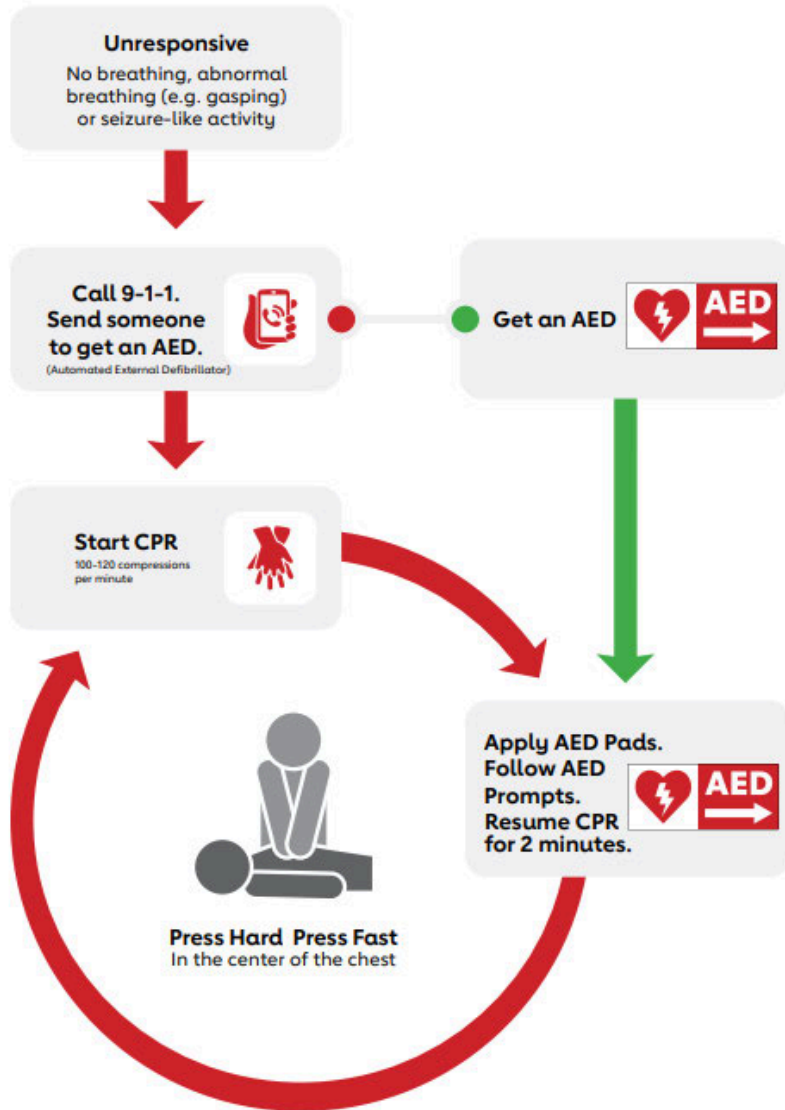 Unresponsive
No breathing, abnormal
breathing (e.g. gasping)
or seizure-like activity
Call 9-1-1.
Send someone
to get an AED.
(Automated External Defibrillator)
Get an AED
AED
Start CPR
100-120 compressions
per minute
Apply AED Pads.
Follow AED
Prompts.
Resume CPR
for 2 minutes.
AED
Press Hard Press Fast
In the center of the chest